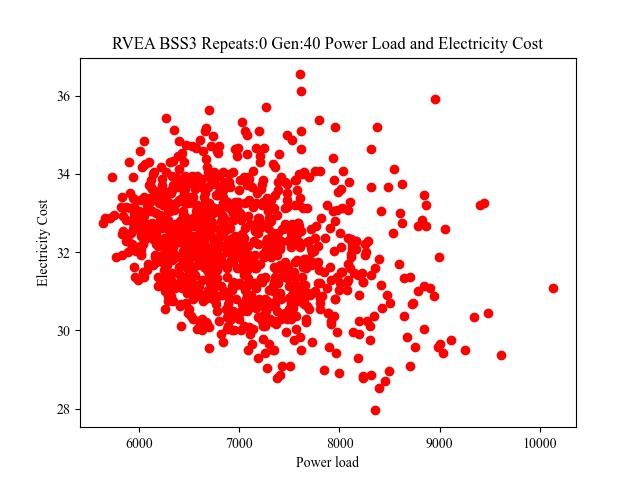 RVEA BSS3 Repeats:0 Gen:40 Power Load and Electricity Cost
Electricity Cost
36
34
32
30
28
6000 7000 8000 9000 10000
Power load